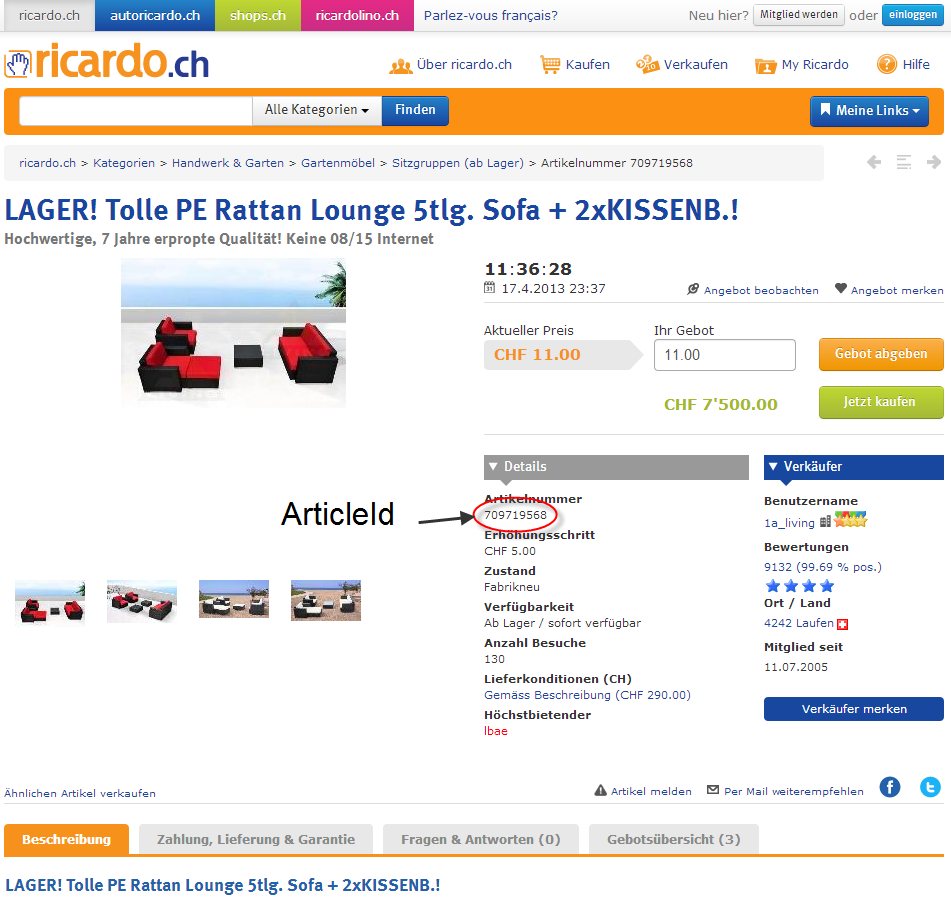 ricardo.ch autoricardo.ch shops.ch ricardolino.ch Parlez-vous français? Neu hier? Mitglied werden oder einloggen
ricardo.ch Über ricardo.ch Kaufen Verkaufen My Ricardo Hilfe
Alle Kategorien Finden Meine Links
ricardo.ch > Kategorien > Handwerk & Garten > Gartenmöbel > Sitzgruppen (ab Lager) > Artikelnummer 709719568
LAGER! Tolle PE Rattan Lounge 5tlg. Sofa + 2xKISSENB.!
Hochwertige, 7 Jahre erpropte Qualität! Keine 08/15 Internet
11:36:28
31 17.4.2013 23:37 Angebot beobachten Angebot merken
Aktueller Preis Ihr Gebot
CHF 11.00 11.00 Gebot abgeben
CHF 7'500.00 Jetzt kaufen
Details
Artikelnummer
709719568
Erhöhungsschritt
CHF 5.00
Zustand
Fabrikneu
Verfügbarkeit
Ab Lager / sofort verfügbar
Anzahl Besuche
130
Lieferkonditionen (CH)
Gemäss Beschreibung (CHF 290.00)
Höchstbietender
lbae
ArticleId
Verkäufer
Benutzername
1a_living
Bewertungen
9132 (99.69 % pos.)
Ort / Land
4242 Laufen
Mitglied seit
11.07.2005
Verkäufer merken
Ähnlichen Artikel verkaufen Artikel melden Per Mail weiterempfehlen f t
Beschreibung Zahlung, Lieferung & Garantie Fragen & Antworten (0) Gebotsübersicht (3)
LAGER! Tolle PE Rattan Lounge 5tlg. Sofa + 2xKISSENB.!